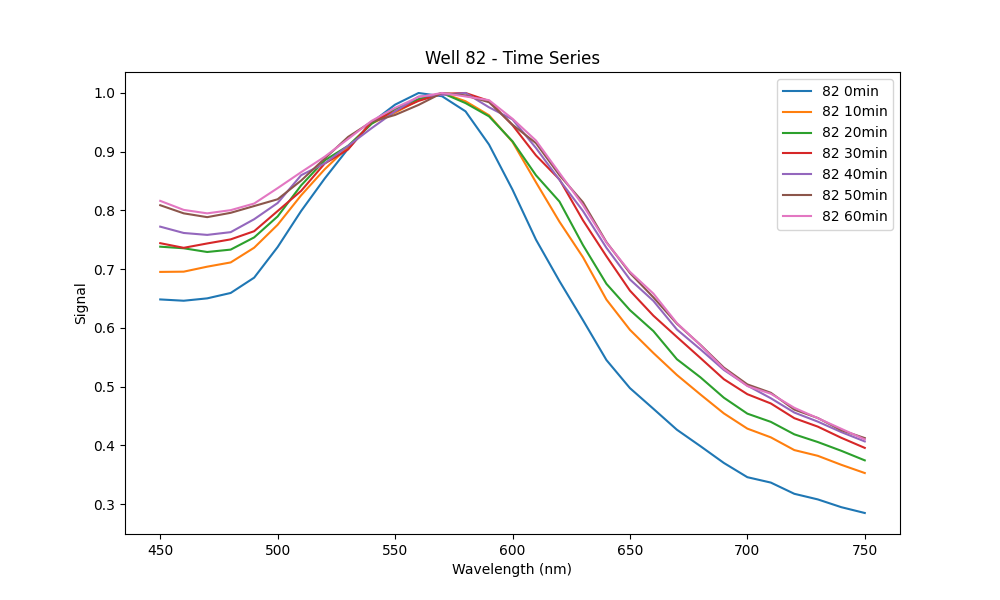 Well 82 - Time Series
Signal
1.0
0.9
0.8
0.7
0.6
0.5
0.4
0.3
82 0min
82 10min
82 20min
82 30min
82 40min
82 50min
82 60min
450 500 550 600 650 700 750
Wavelength (nm)